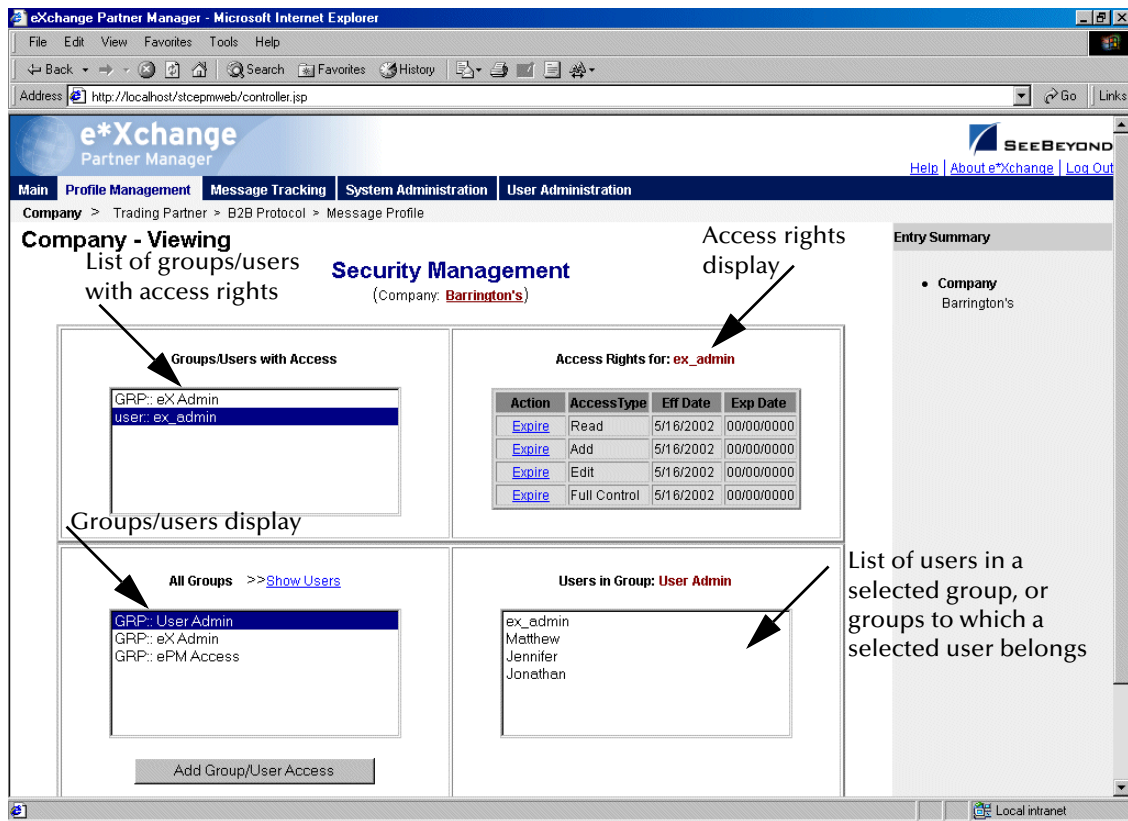 eXchange Partner Manager - Microsoft Internet Explorer
File Edit View Favorites Tools Help
Back Search Favorites History
Address http://localhost/stcepmweb/controller.jsp Go Links
e*Xchange
Partner Manager
SEEBEYOND
Help | About e*Xchange | Log Out
Main Profile Management Message Tracking System Administration User Administration
Company > Trading Partner > B2B Protocol > Message Profile
Company - Viewing
List of groups/users
with access rights
Security Management
(Company: Barrington's)
Access rights
display
Entry Summary
• Company
Barrington's
Groups/Users with Access
GRP:: eX Admin
user:: ex_admin
Access Rights for: ex_admin
Action AccessType Eff Date Exp Date
Expire Read 5/16/2002 00/00/0000
Expire Add 5/16/2002 00/00/0000
Expire Edit 5/16/2002 00/00/0000
Expire Full Control 5/16/2002 00/00/0000
Groups/users display
All Groups >>Show Users
GRP:: User Admin
GRP:: eX Admin
GRP:: ePM Access
Users in Group: User Admin
ex_admin
Matthew
Jennifer
Jonathan
List of users in a
selected group, or
groups to which a
selected user belongs
Add Group/User Access
Local intranet